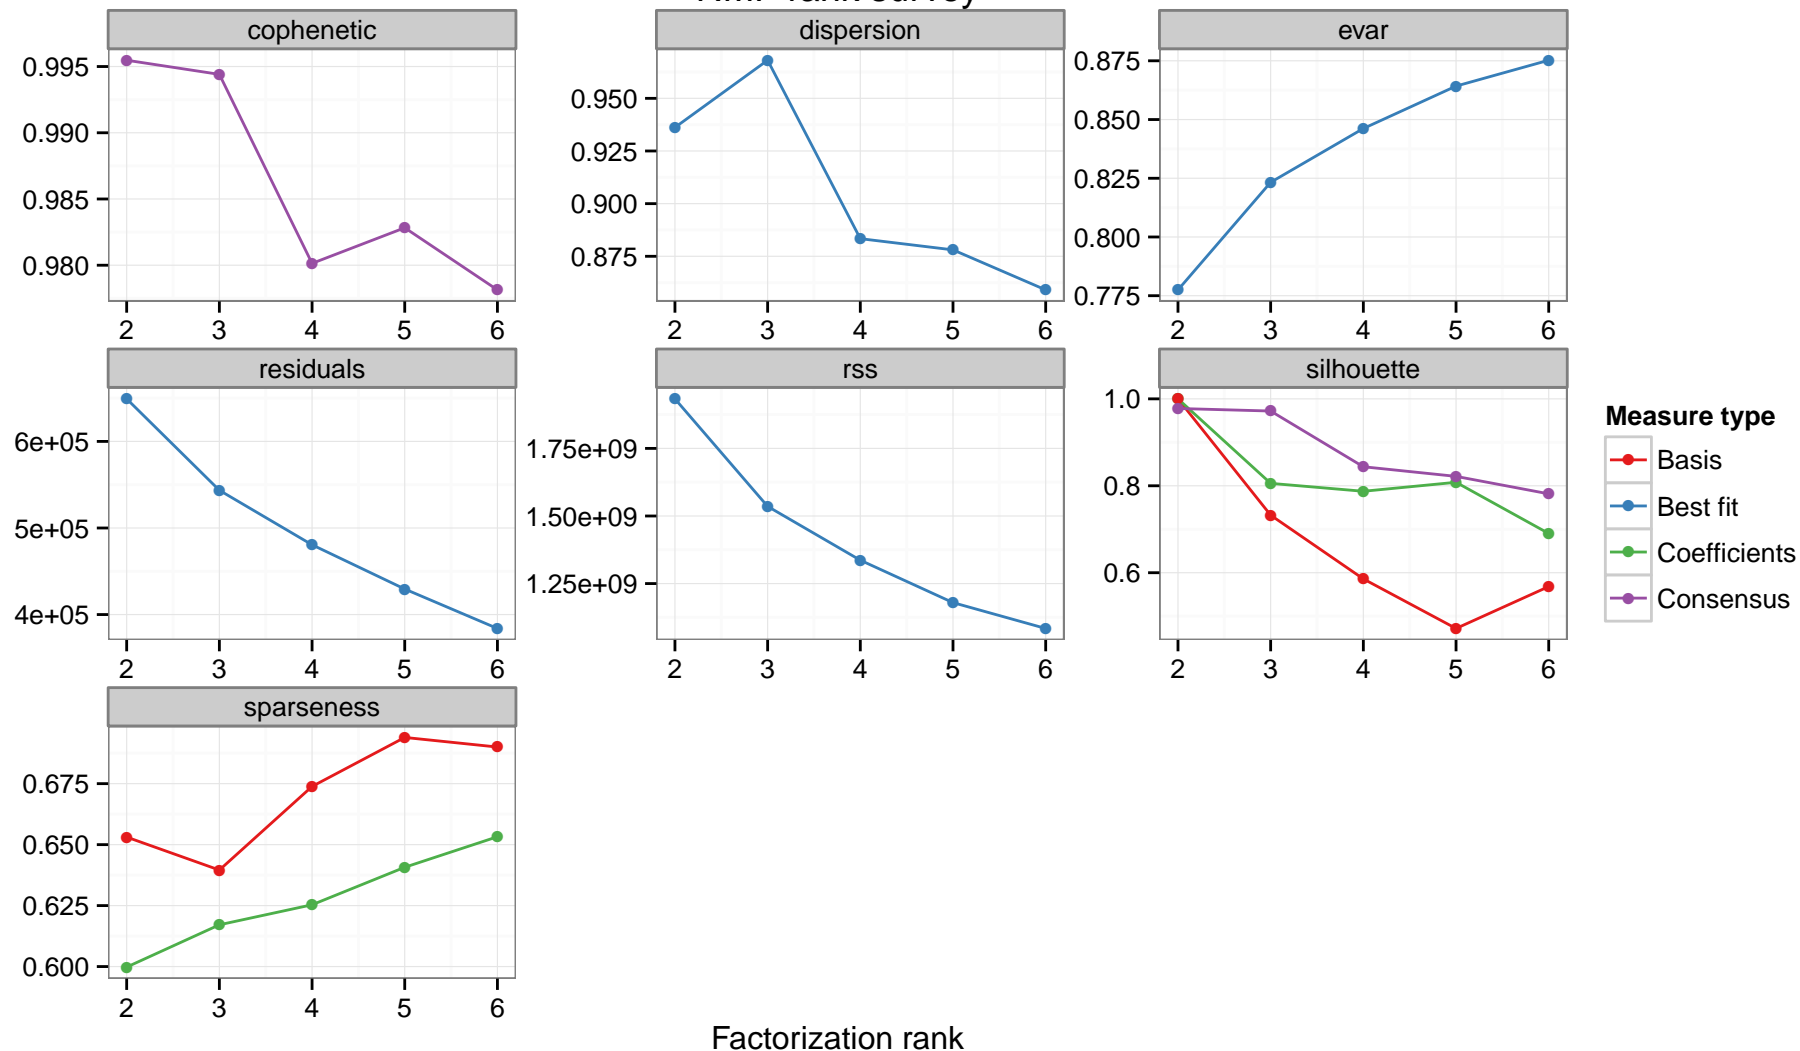 cophenetic
dispersion
evar
0.995
0.990
0.985
0.980
2 3 4 5 6
0.950
0.925
0.900
0.875
2 3 4 5 6
0.875
0.850
0.825
0.800
0.775
2 3 4 5 6
residuals
rss
silhouette
6e+05
5e+05
4e+05
2 3 4 5 6
1.75e+09
1.50e+09
1.25e+09
2 3 4 5 6
1.0
0.8
0.6
2 3 4 5 6
Measure type
Basis
Best fit
Coefficients
Consensus
sparseness
0.675
0.650
0.625
0.600
2 3 4 5 6
Factorization rank